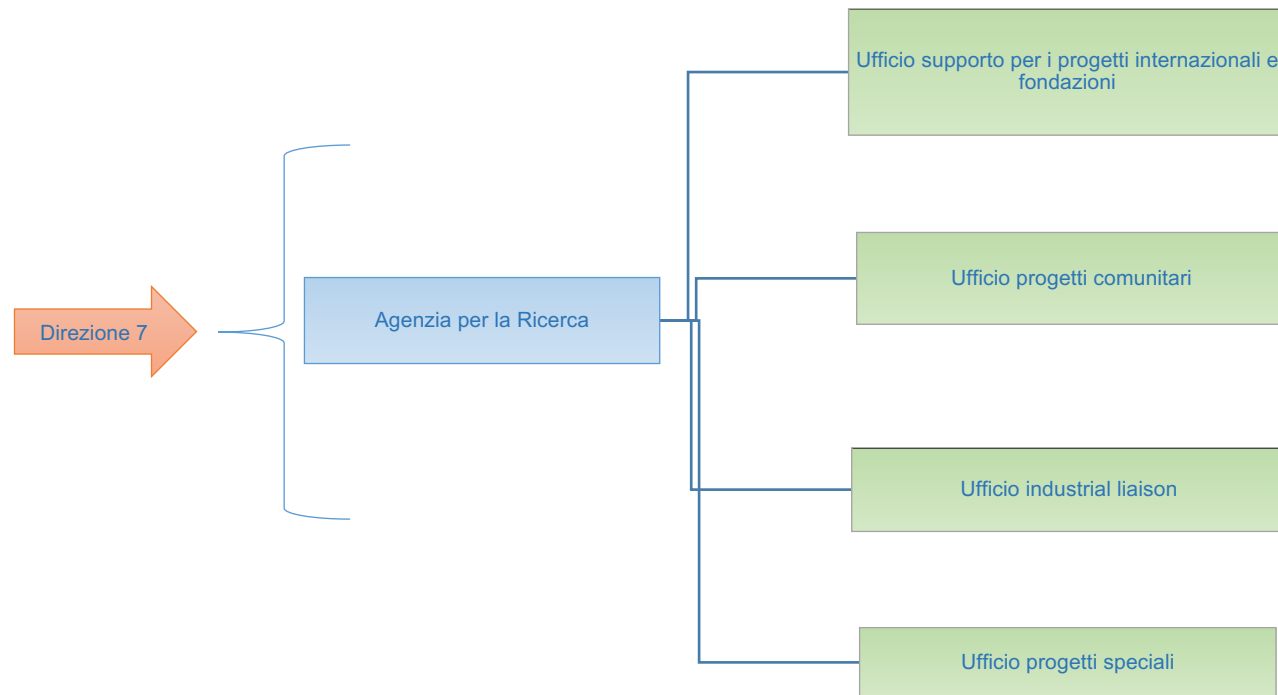 Direzione 7
Agenzia per la Ricerca
Ufficio supporto per i progetti internazionali e
fondazioni
Ufficio progetti comunitari
Ufficio industrial liaison
Ufficio progetti speciali